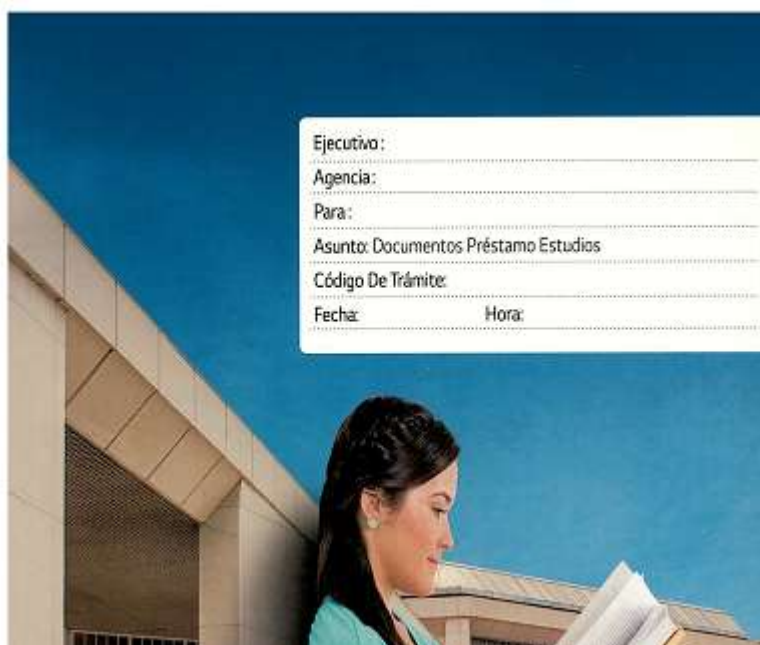 Ejecutivo:
Agencia:
Para:
Asunto: Documentos Préstamo Estudios
Código De Trámite:
Fecha: Hora: